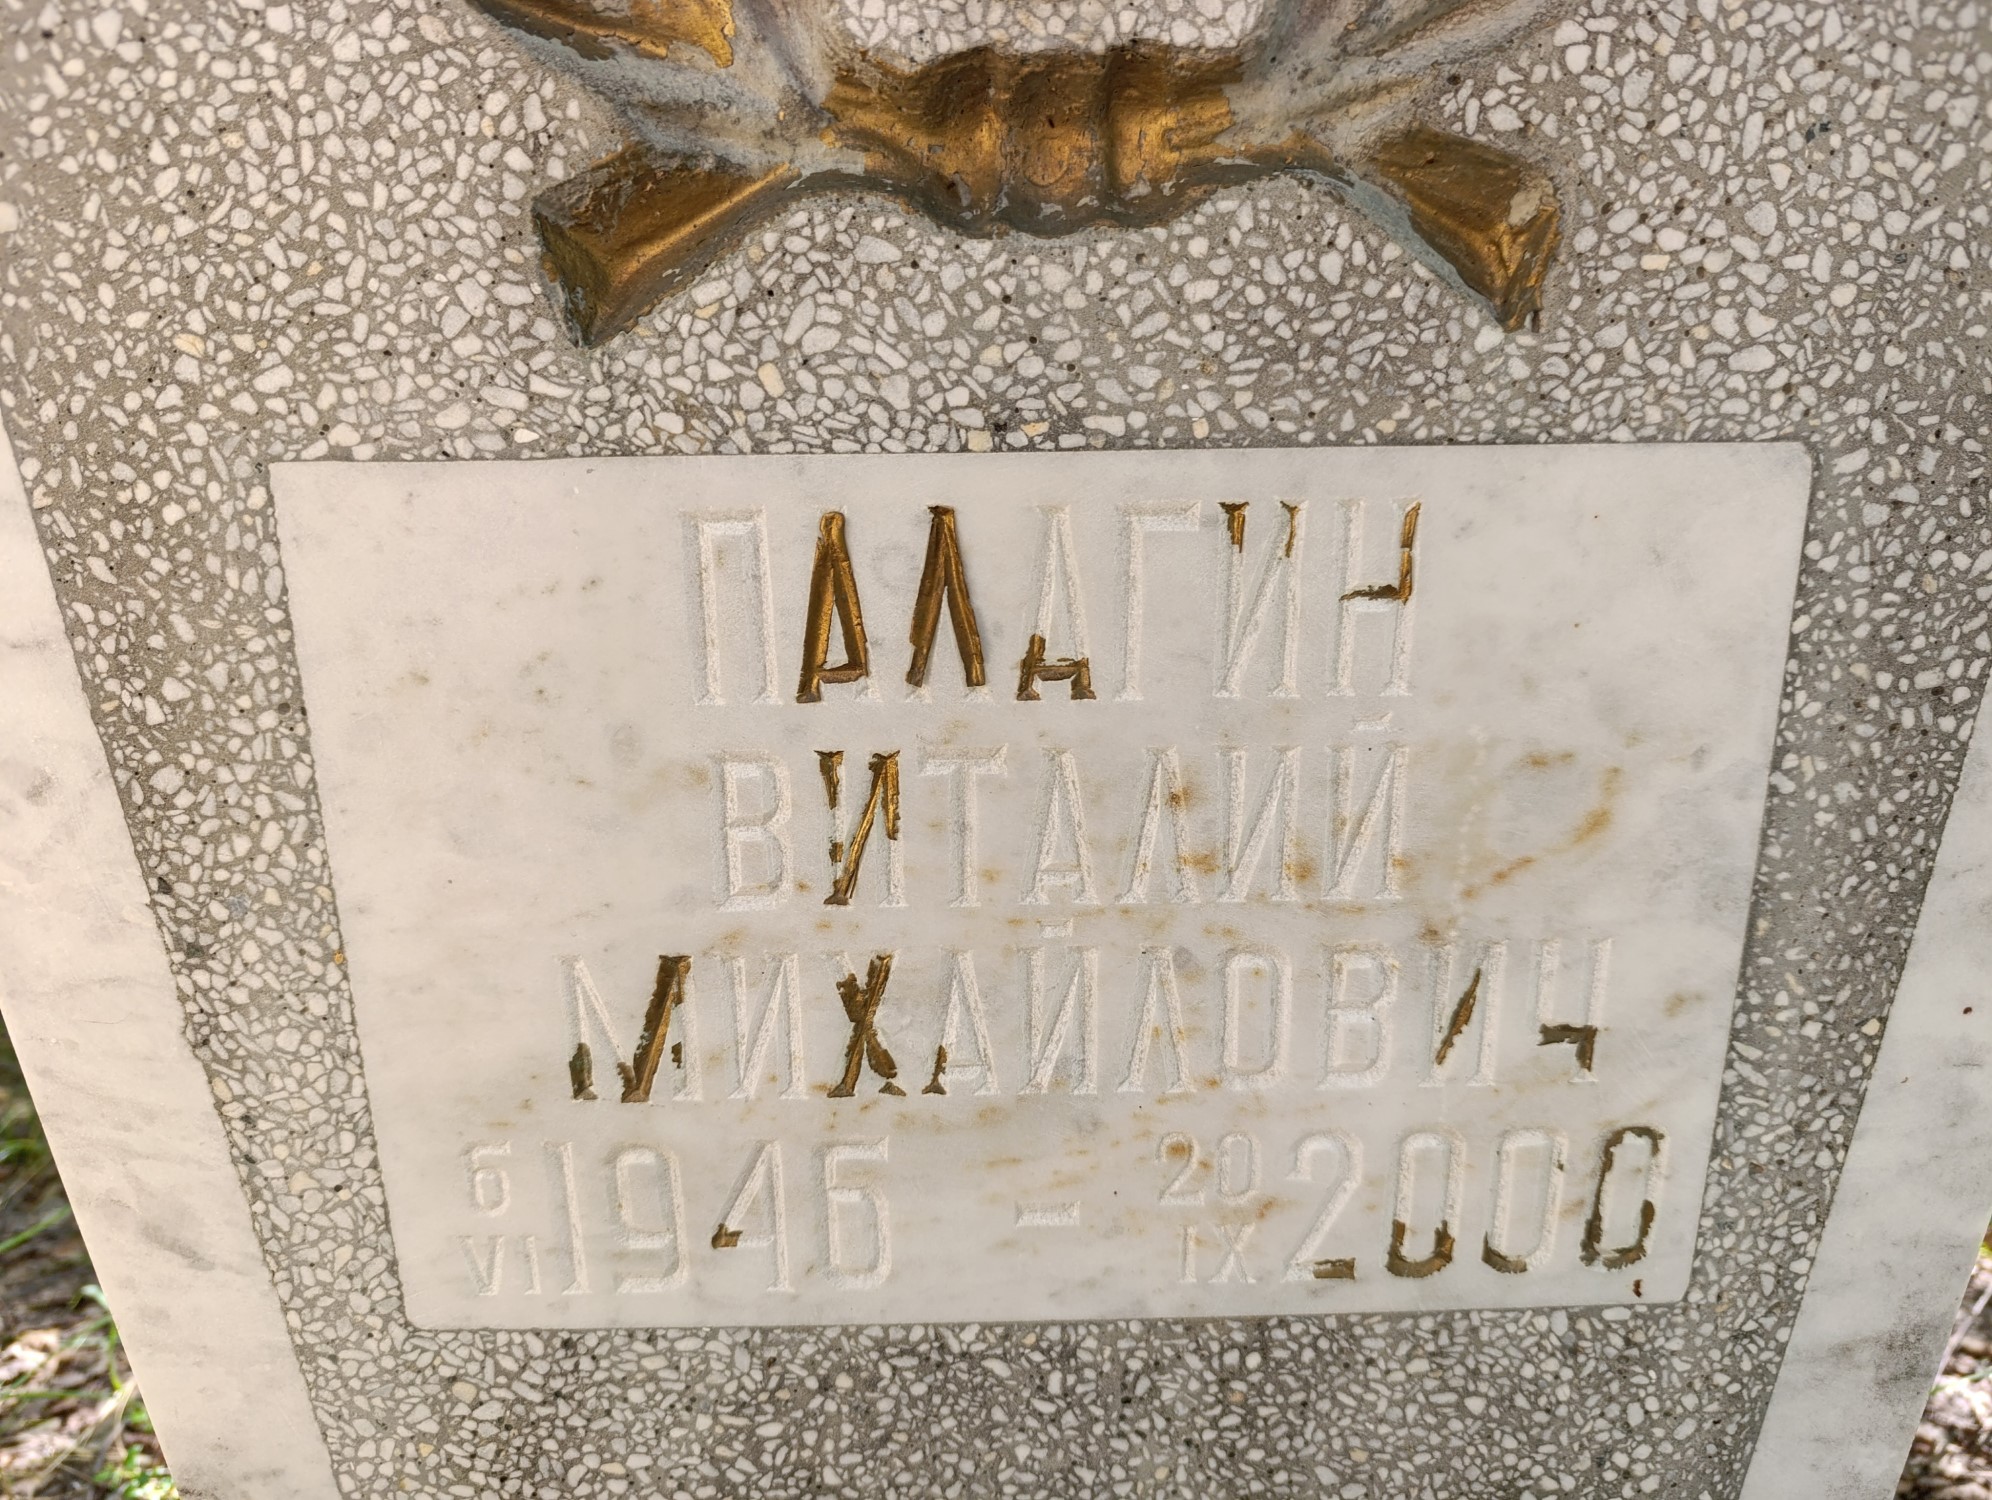 ПАЛАГИН
ВИТАЛИЙ
МИХАЙЛОВИЧ
6 VI 1946 - 20 IX 2000